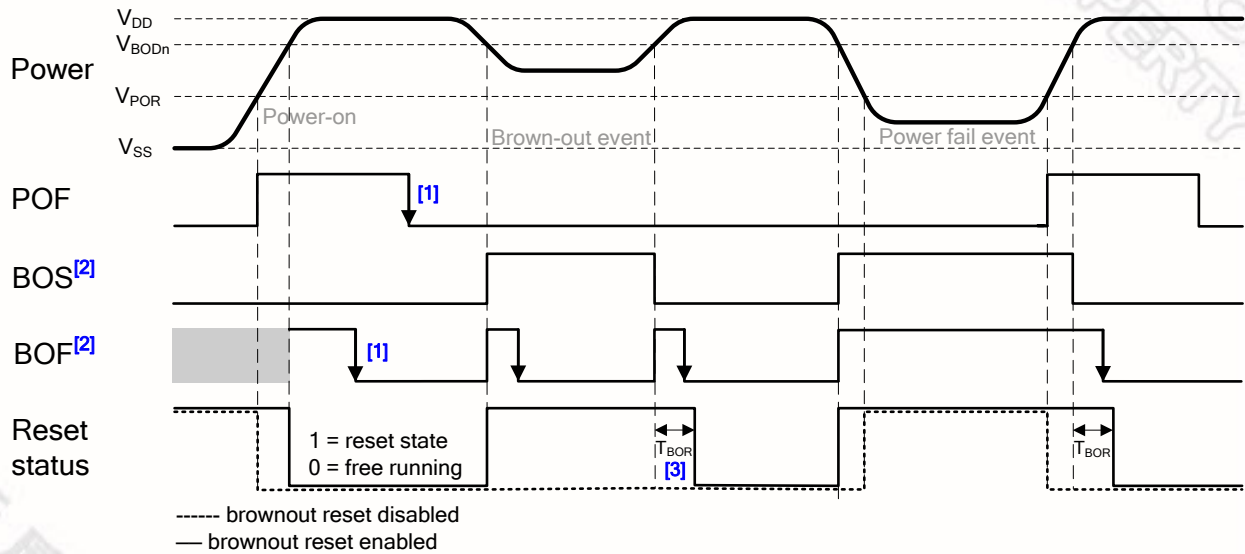 VDD
VBODn
Power
VPOR
Power-on
Brown-out event
Power fail event
VSS
POF
[1]
BOS[2]
BOF[2]
[1]
Reset
status
1 = reset state
0 = free running
TBOR
[3]
TBOR
------ brownout reset disabled
— brownout reset enabled